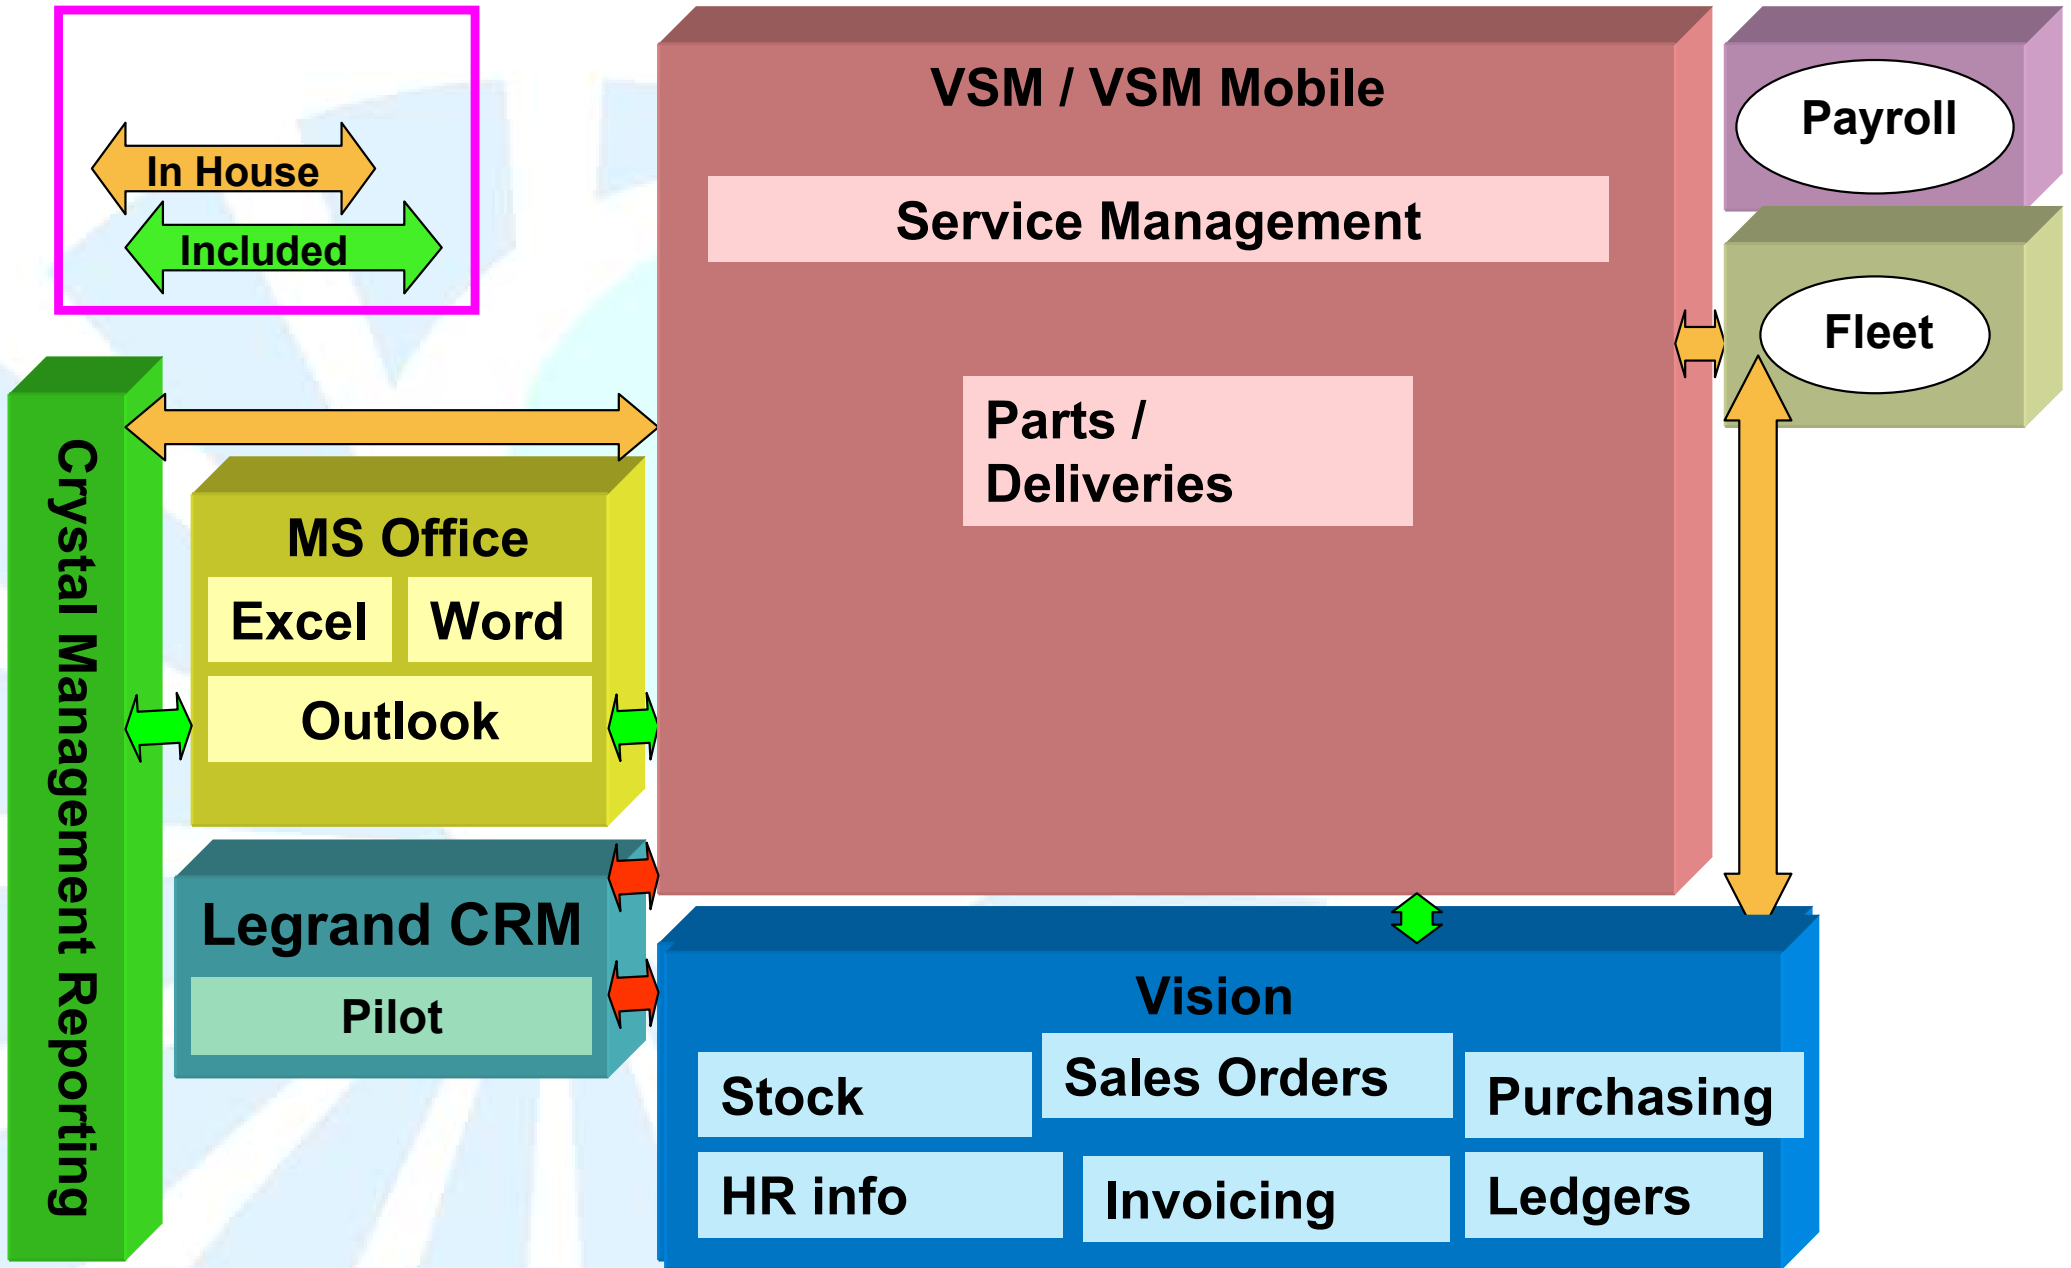 In House
Included
VSM / VSM Mobile
Service Management
Parts /
Deliveries
Payroll
Fleet
Crystal Management Reporting
MS Office
Excel
Word
Outlook
Legrand CRM
Pilot
Vision
Stock
Sales Orders
Purchasing
HR info
Invoicing
Ledgers